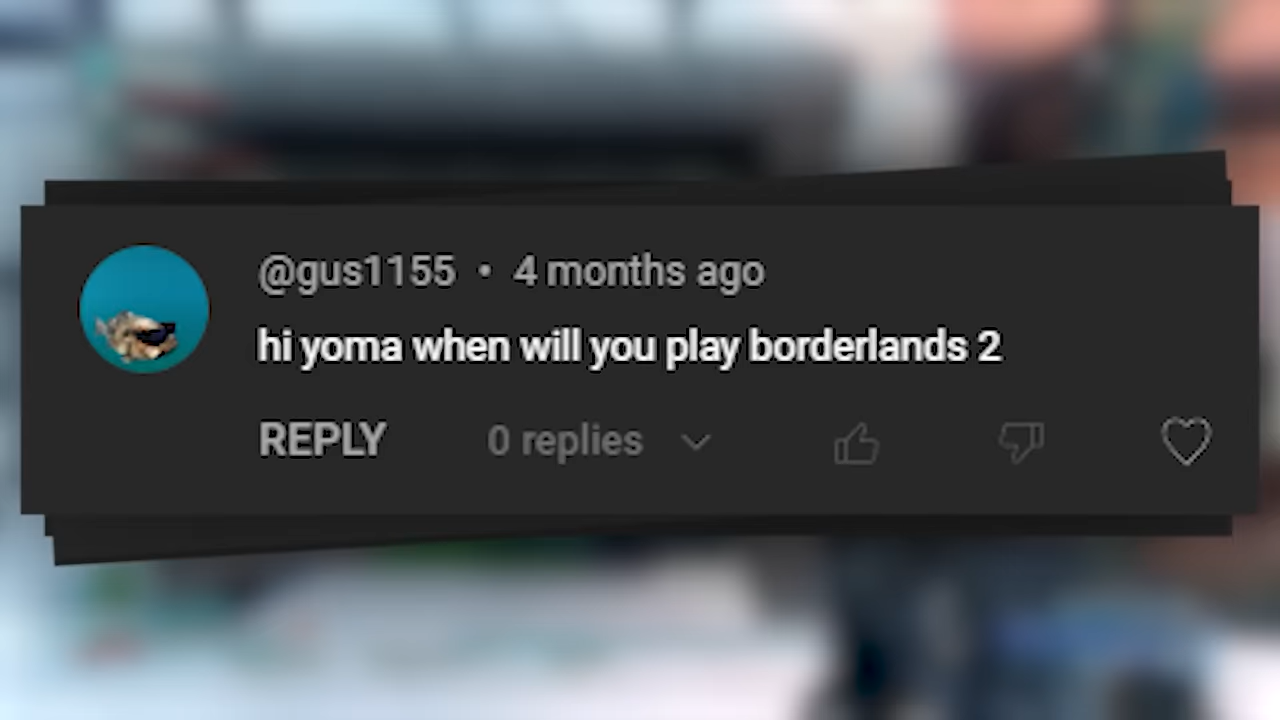 @gus1155 • 4 months ago
hi yoma when will you play borderlands 2
REPLY 0 replies